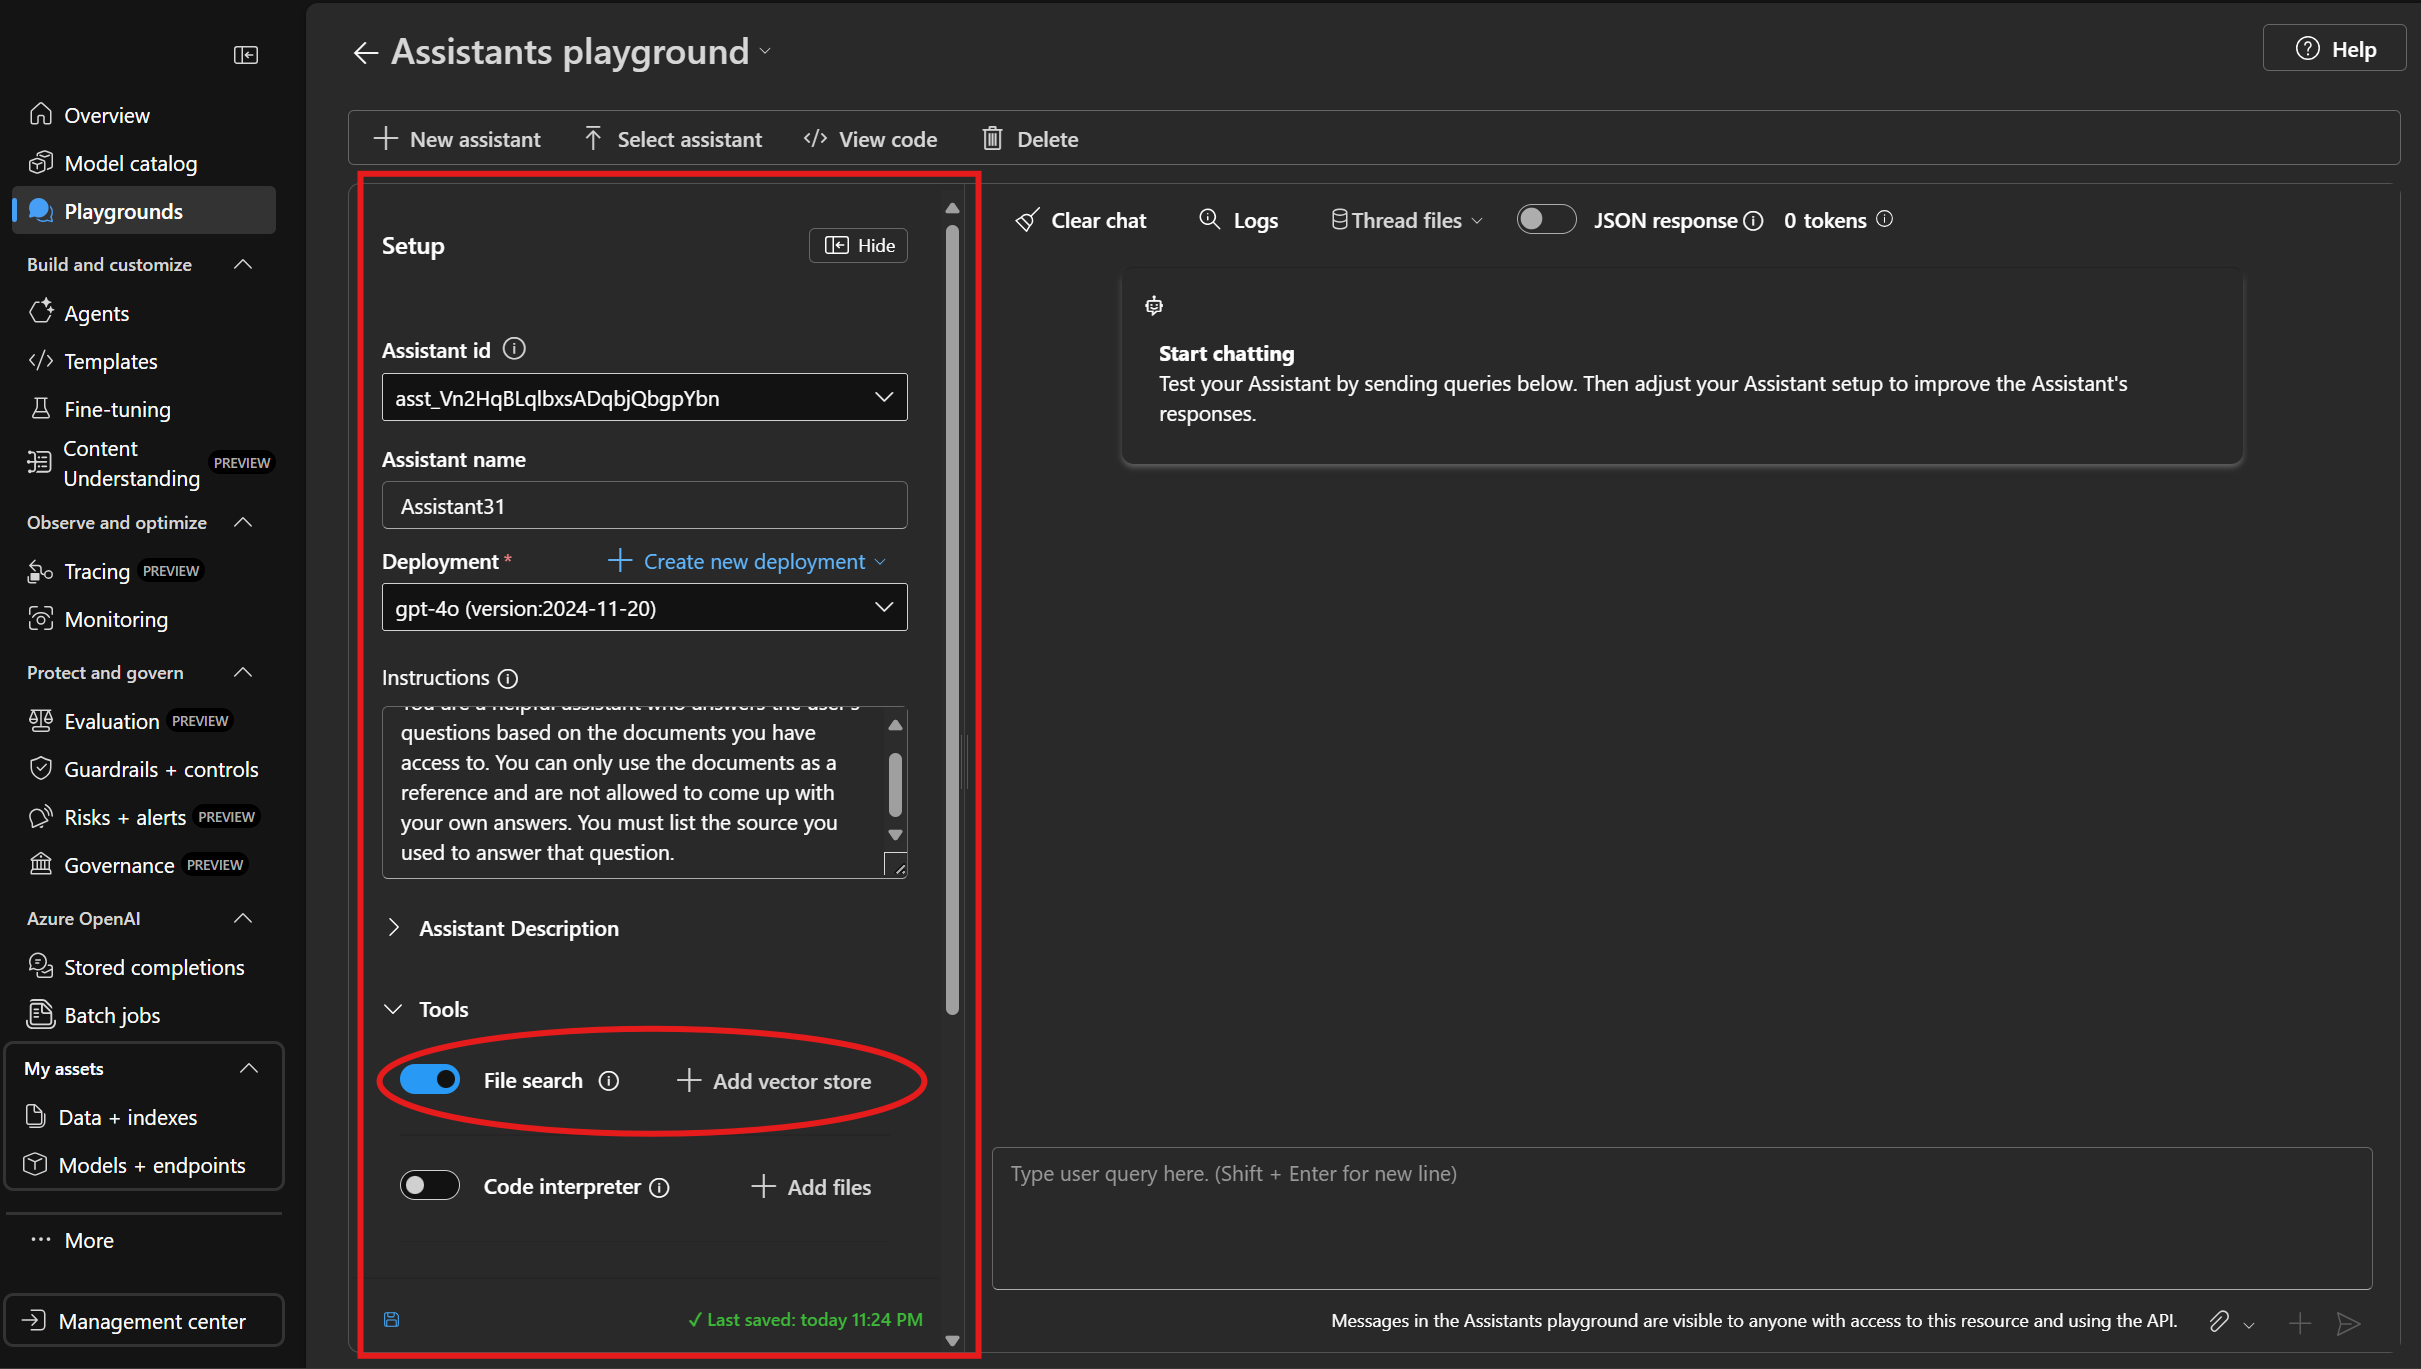 Overview
Model catalog
Playgrounds
Build and customize
Agents
Templates
Fine-tuning
Content
Understanding
PREVIEW
Observe and optimize
Tracing PREVIEW
Monitoring
Protect and govern
Evaluation PREVIEW
Guardrails + controls
Risks + alerts PREVIEW
Governance PREVIEW
Azure OpenAI
Stored completions
Batch jobs
My assets
Data + indexes
Models + endpoints
More
Management center
Assistants playground
Help
New assistant
Select assistant
View code
Delete
Setup
Hide
Assistant id
asst_Vn2HqBLqlbxsADqbjQbgpYbn
Assistant name
Assistant31
Deployment *
Create new deployment
gpt-4o (version:2024-11-20)
Instructions
You are a helpful assistant who answers the user's
questions based on the documents you have
access to. You can only use the documents as a
reference and are not allowed to come up with
your own answers. You must list the source you
used to answer that question.
Assistant Description
Tools
File search
Add vector store
Code interpreter
Add files
Last saved: today 11:24 PM
Clear chat
Logs
Thread files
JSON response
0 tokens
Start chatting
Test your Assistant by sending queries below. Then adjust your Assistant setup to improve the Assistant's
responses.
Type user query here. (Shift + Enter for new line)
Messages in the Assistants playground are visible to anyone with access to this resource and using the API.